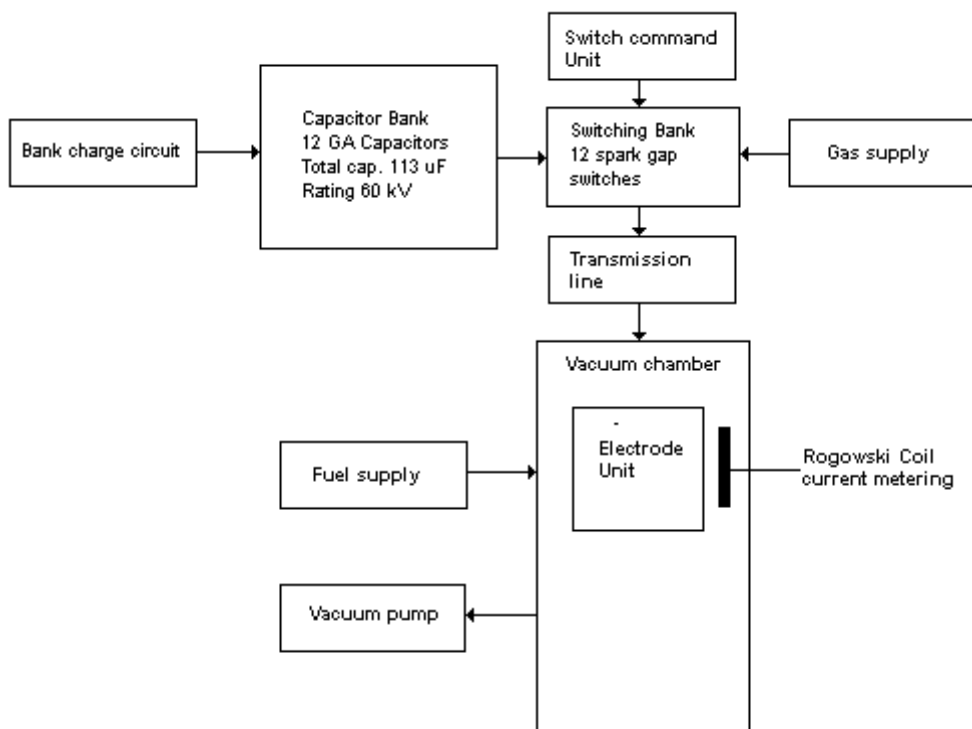 Switch command
Unit
Bank charge circuit
Capacitor Bank
12 GA Capacitors
Total cap. 113 uF
Rating 60 kV
Switching Bank
12 spark gap
switches
Gas supply
Transmission
line
Vacuum chamber
Electrode
Unit
Rogowski Coil
current metering
Fuel supply
Vacuum pump